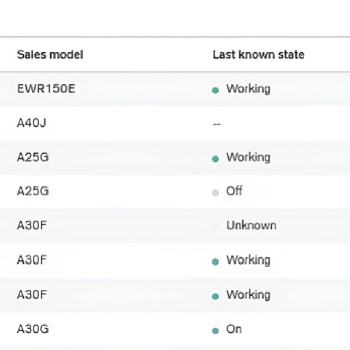 Sales model Last known state
EWR150E Working
A40J --
A25G Working
A25G Off
A30F Unknown
A30F Working
A30F Working
A30G On